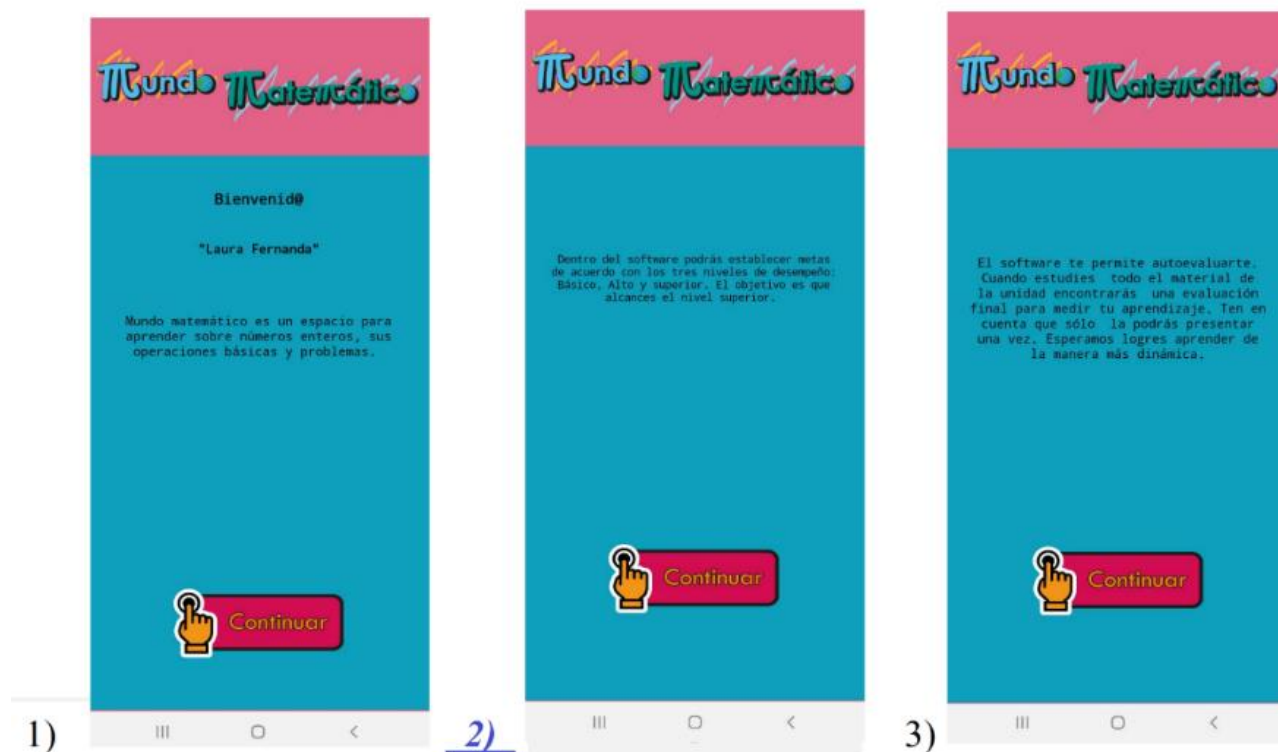 Mundo Matemático
Bienvenid@
"Laura Fernanda"
Mundo matemático es un espacio para
aprender sobre números enteros, sus
operaciones básicas y problemas.
Continuar
1)
Mundo Matemático
Dentro del software podrás establecer metas
de acuerdo con los tres niveles de desempeño:
Básico, Alto y superior. El objetivo es que
alcances el nivel superior.
Continuar
2)
Mundo Matemático
El software te permite autoevaluarte.
Cuando estudies todo el material de
la unidad encontrarás una evaluación
final para medir tu aprendizaje. Ten en
cuenta que sólo la podrás presentar
una vez. Esperamos logres aprender de
la manera más dinámica.
Continuar
3)